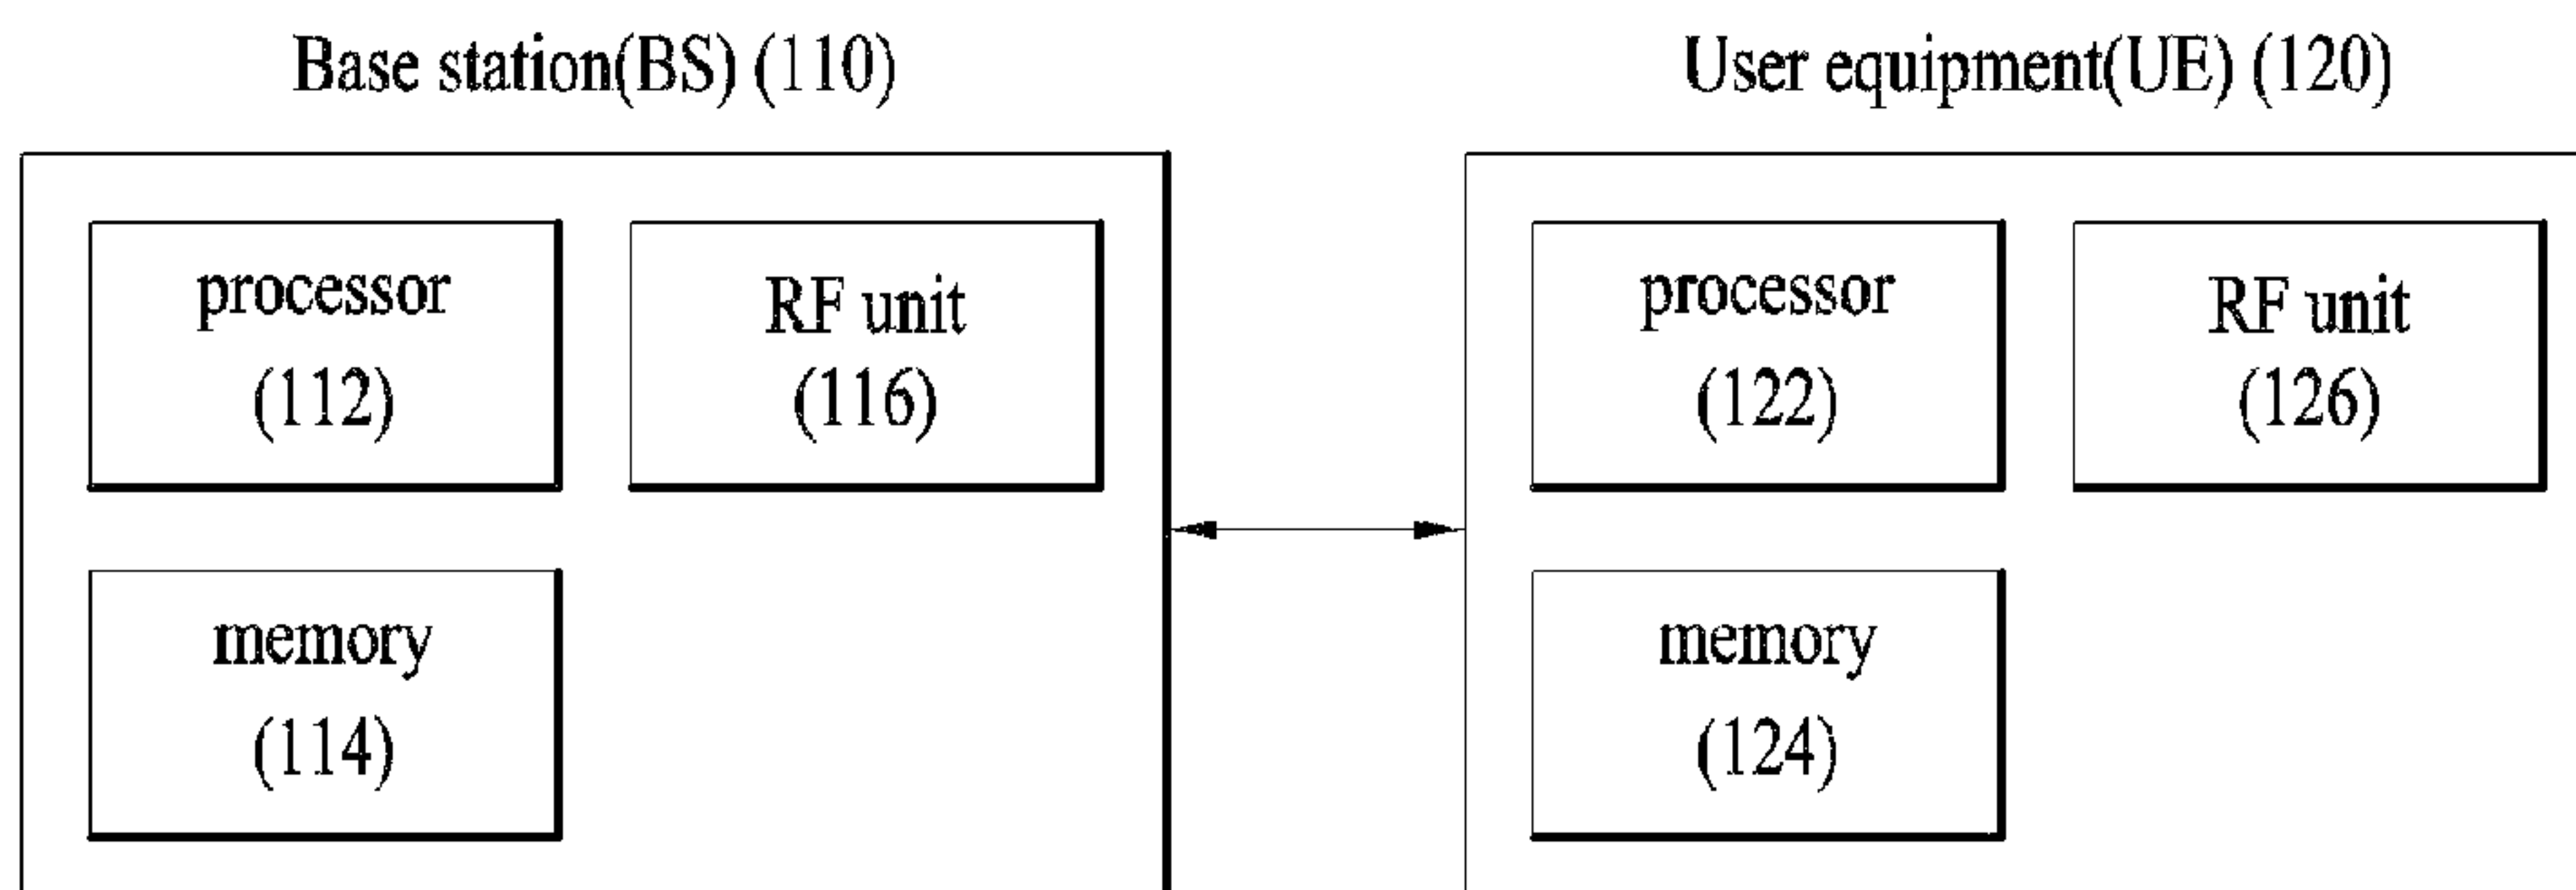 Base station(BS) (110)
processor
(112)
RF unit
(116)
memory
(114)
User equipment(UE) (120)
processor
(122)
RF unit
(126)
memory
(124)